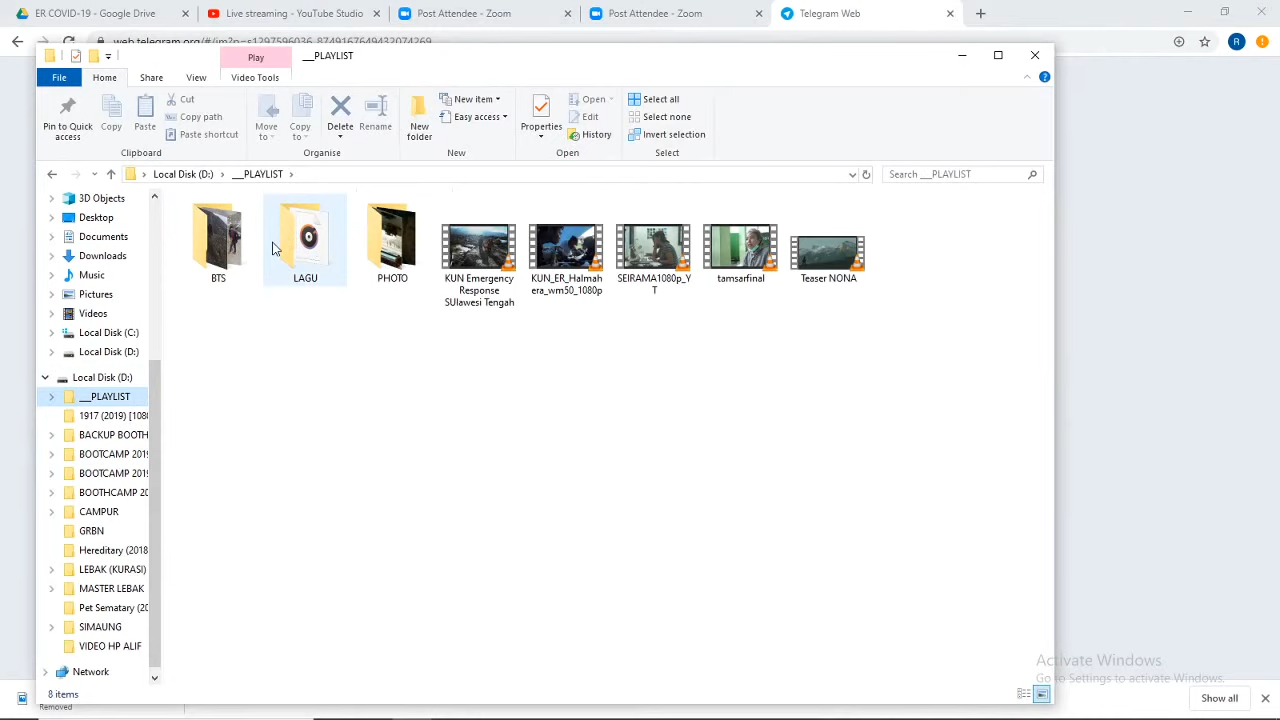 ER COVID-19 - Google Drive
Live streaming - YouTube Studio
Post Attendee - Zoom
Post Attendee - Zoom
Telegram Web
web.telegram.org/#/im?p=s1297596036_8749167649432074269
R
Play
__PLAYLIST
File
Home
Share
View
Video Tools
Pin to Quick access
Copy
Paste
Cut
Copy path
Paste shortcut
Move to
Copy to
Delete
Rename
New folder
New item
Easy access
Properties
Open
Edit
History
Select all
Select none
Invert selection
Clipboard
Organise
New
Open
Select
Local Disk (D:)
__PLAYLIST
Search __PLAYLIST
3D Objects
Desktop
Documents
Downloads
Music
Pictures
Videos
Local Disk (C:)
Local Disk (D:)
Local Disk (D:)
__PLAYLIST
1917 (2019) [1080
BACKUP BOOTH
BOOTCAMP 2019
BOOTCAMP 2019
BOOTHCAMP 20
CAMPUR
GRBN
Hereditary (2018
LEBAK (KURASI)
MASTER LEBAK
Pet Sematary (20
SIMAUNG
VIDEO HP ALIF
Network
BTS
LAGU
PHOTO
KUN Emergency
Response
SUlawesi Tengah
KUN_ER_Halmah
era_wm50_1080p
SEIRAMA1080p_Y
T
tamsarfinal
Teaser NONA
Activate Windows
Go to Settings to activate Windows.
8 items
Removed
Show all